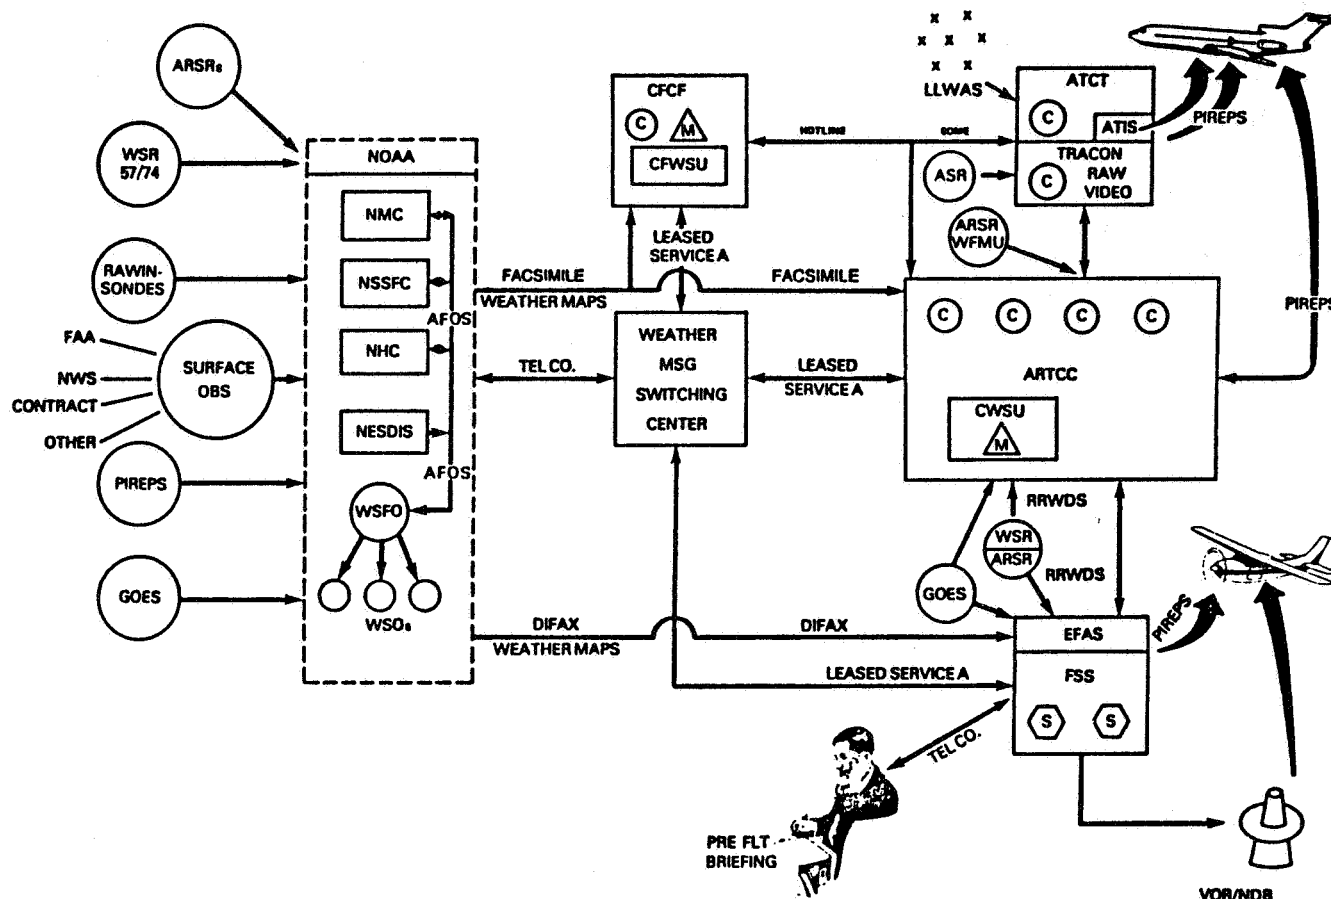 ARSRs
WSR
57/74
RAWIN-
SONDES
FAA
NWS
CONTRACT
OTHER
SURFACE
OBS
PIREPS
GOES
NOAA
NMC
NSSFC
AFOS
NHC
NESDIS
AFOS
WSFO
WSOs
FACSIMILE
WEATHER MAPS
TEL CO.
DIFAX
WEATHER MAPS
CFCF
C
M
CFWSU
LEASED
SERVICE A
WEATHER
MSG
SWITCHING
CENTER
HOTLINE
SOME
FACSIMILE
LEASED
SERVICE A
DIFAX
LEASED SERVICE A
TEL CO.
PRE FLT
BRIEFING
x x
x x x
x x
LLWAS
ATCT
C
ATIS
TRACON
RAW
VIDEO
C
PIREPS
ASR
ARSR
WFMU
C C C C
ARTCC
CWSU
M
PIREPS
RRWDS
WSR
ARSR
RRWDS
GOES
EFAS
FSS
S S
PIREPS
VOR/NDB